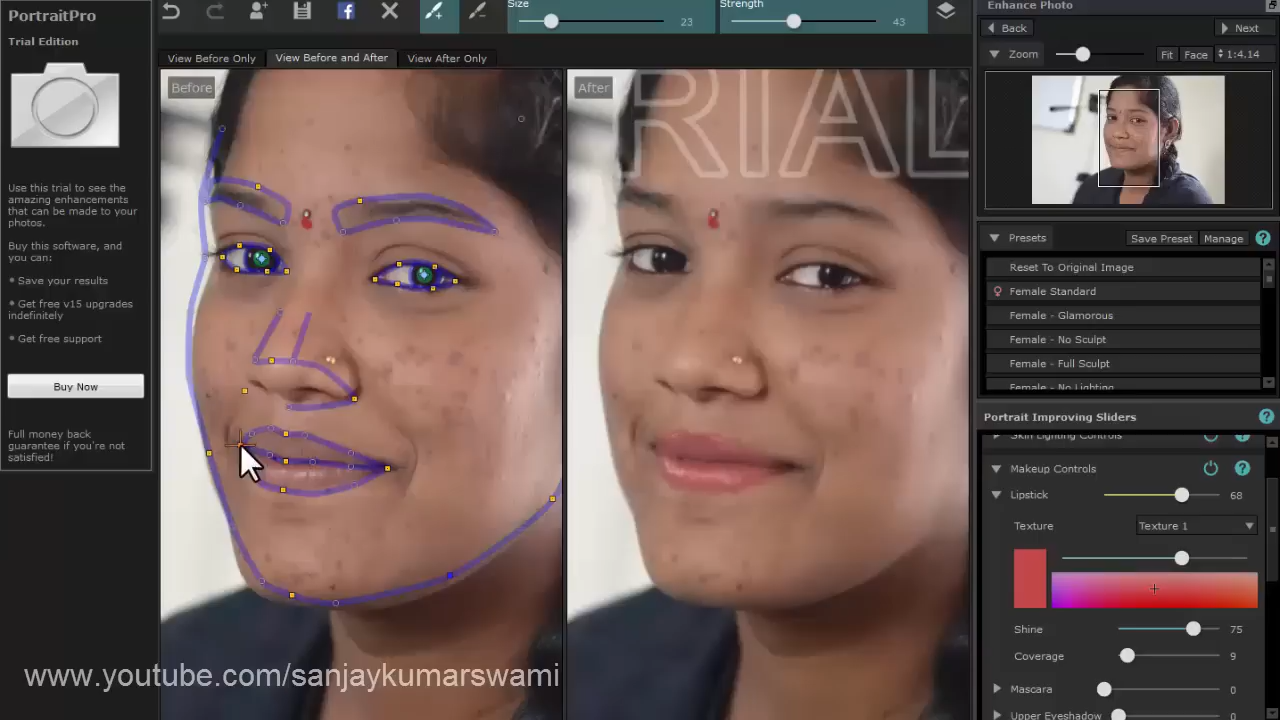 PortraitPro
Trial Edition
Use this trial to see the
amazing enhancements
that can be made to your
photos.
Buy this software, and
you can:
Save your results
Get free v15 upgrades
indefinitely
Get free support
Buy Now
Full money back
guarantee if you're not
satisfied!
Size
23
Strength
43
View Before Only
View Before and After
View After Only
Before
After
RIAL
www.youtube.com/sanjaykumarswami
Enhance Photo
Back
Next
Zoom
Fit
Face
1:4.14
Presets
Save Preset
Manage
Reset To Original Image
Female Standard
Female - Glamorous
Female - No Sculpt
Female - Full Sculpt
Female - No Lighting
Portrait Improving Sliders
Skin Lighting Controls
Makeup Controls
Lipstick
68
Texture
Texture 1
Shine
75
Coverage
9
Mascara
0
Upper Eyeshadow
0